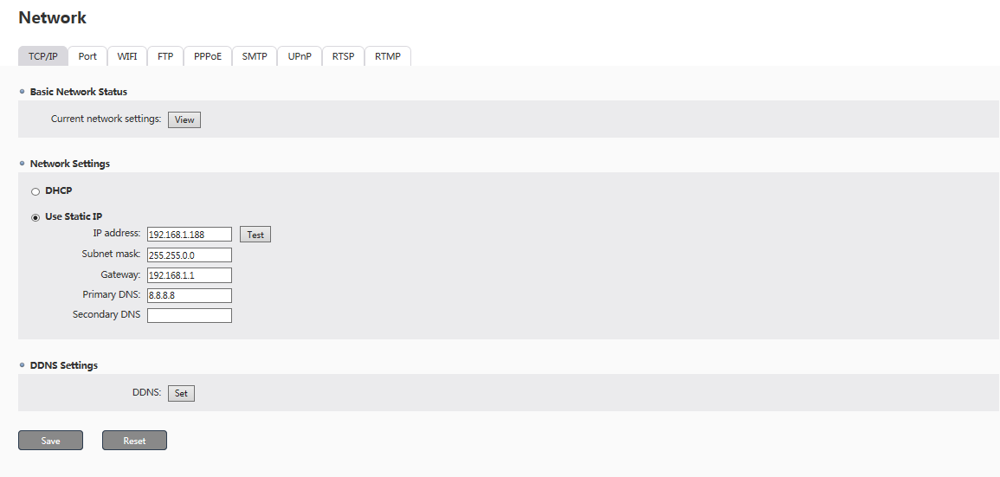 Network
TCP/IP Port WIFI FTP PPPoE SMTP UPnP RTSP RTMP
Basic Network Status
Current network settings: View
Network Settings
DHCP
Use Static IP
IP address: 192.168.1.188 Test
Subnet mask: 255.255.0.0
Gateway: 192.168.1.1
Primary DNS: 8.8.8.8
Secondary DNS
DDNS Settings
DDNS: Set
Save Reset